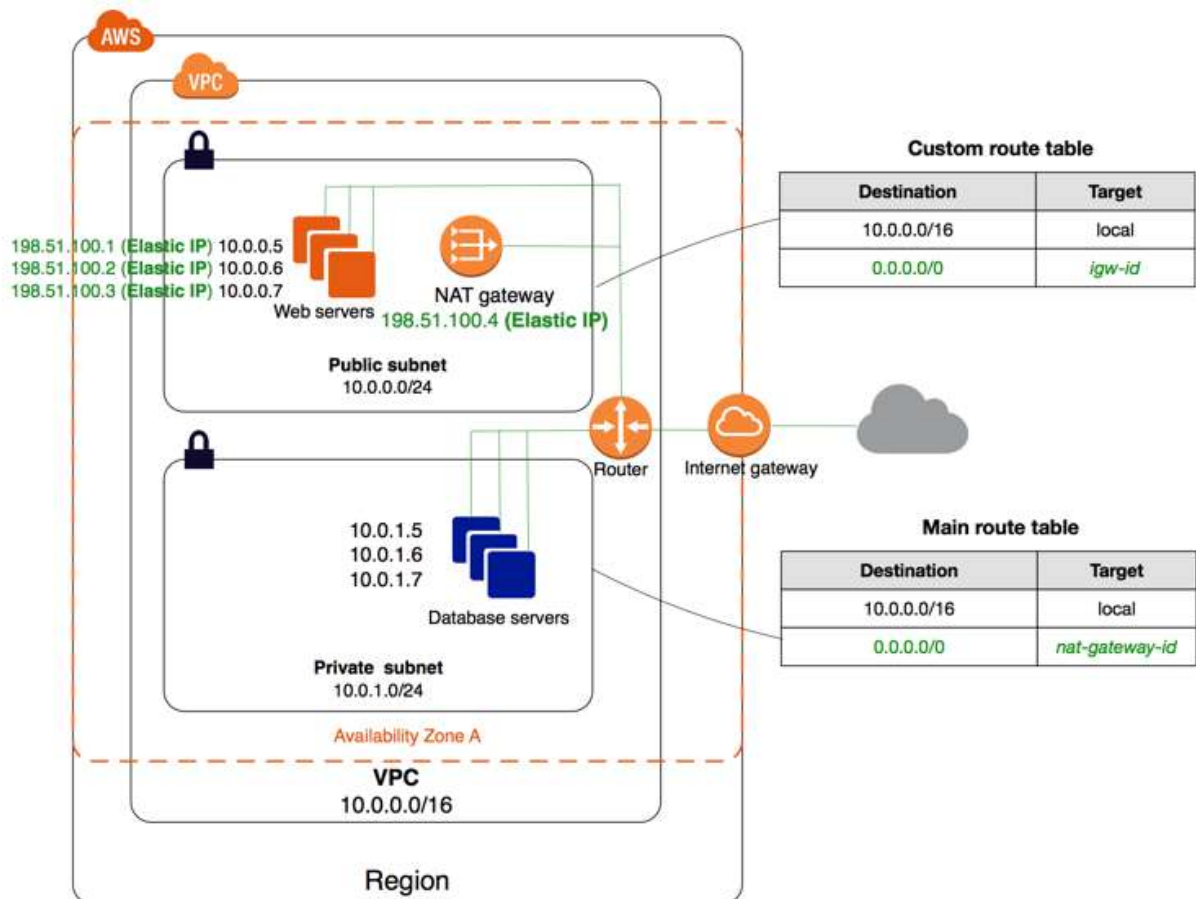 AWS
VPC
198.51.100.1 (Elastic IP) 10.0.0.5
198.51.100.2 (Elastic IP) 10.0.0.6
198.51.100.3 (Elastic IP) 10.0.0.7
Web servers
NAT gateway
198.51.100.4 (Elastic IP)
Public subnet
10.0.0.0/24
Custom route table
Destination Target
10.0.0.0/16 local
0.0.0.0/0 igw-id
Router
Internet gateway
10.0.1.5
10.0.1.6
10.0.1.7
Database servers
Private subnet
10.0.1.0/24
Main route table
Destination Target
10.0.0.0/16 local
0.0.0.0/0 nat-gateway-id
Availability Zone A
VPC
10.0.0.0/16
Region